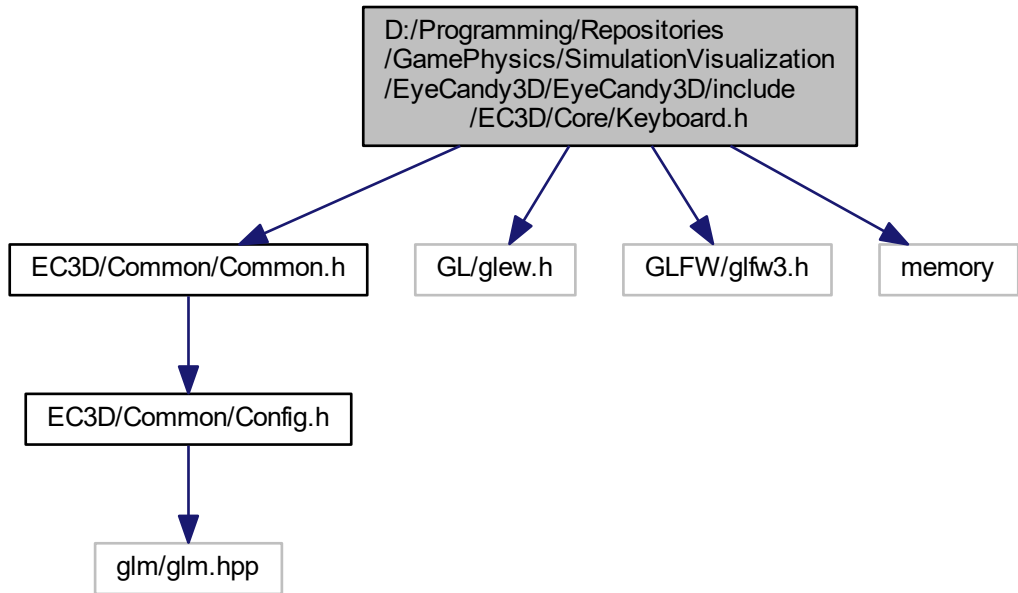 D:/Programming/Repositories
/GamePhysics/SimulationVisualization
/EyeCandy3D/EyeCandy3D/include
/EC3D/Core/Keyboard.h
EC3D/Common/Common.h
GL/glew.h
GLFW/glfw3.h
memory
EC3D/Common/Config.h
glm/glm.hpp